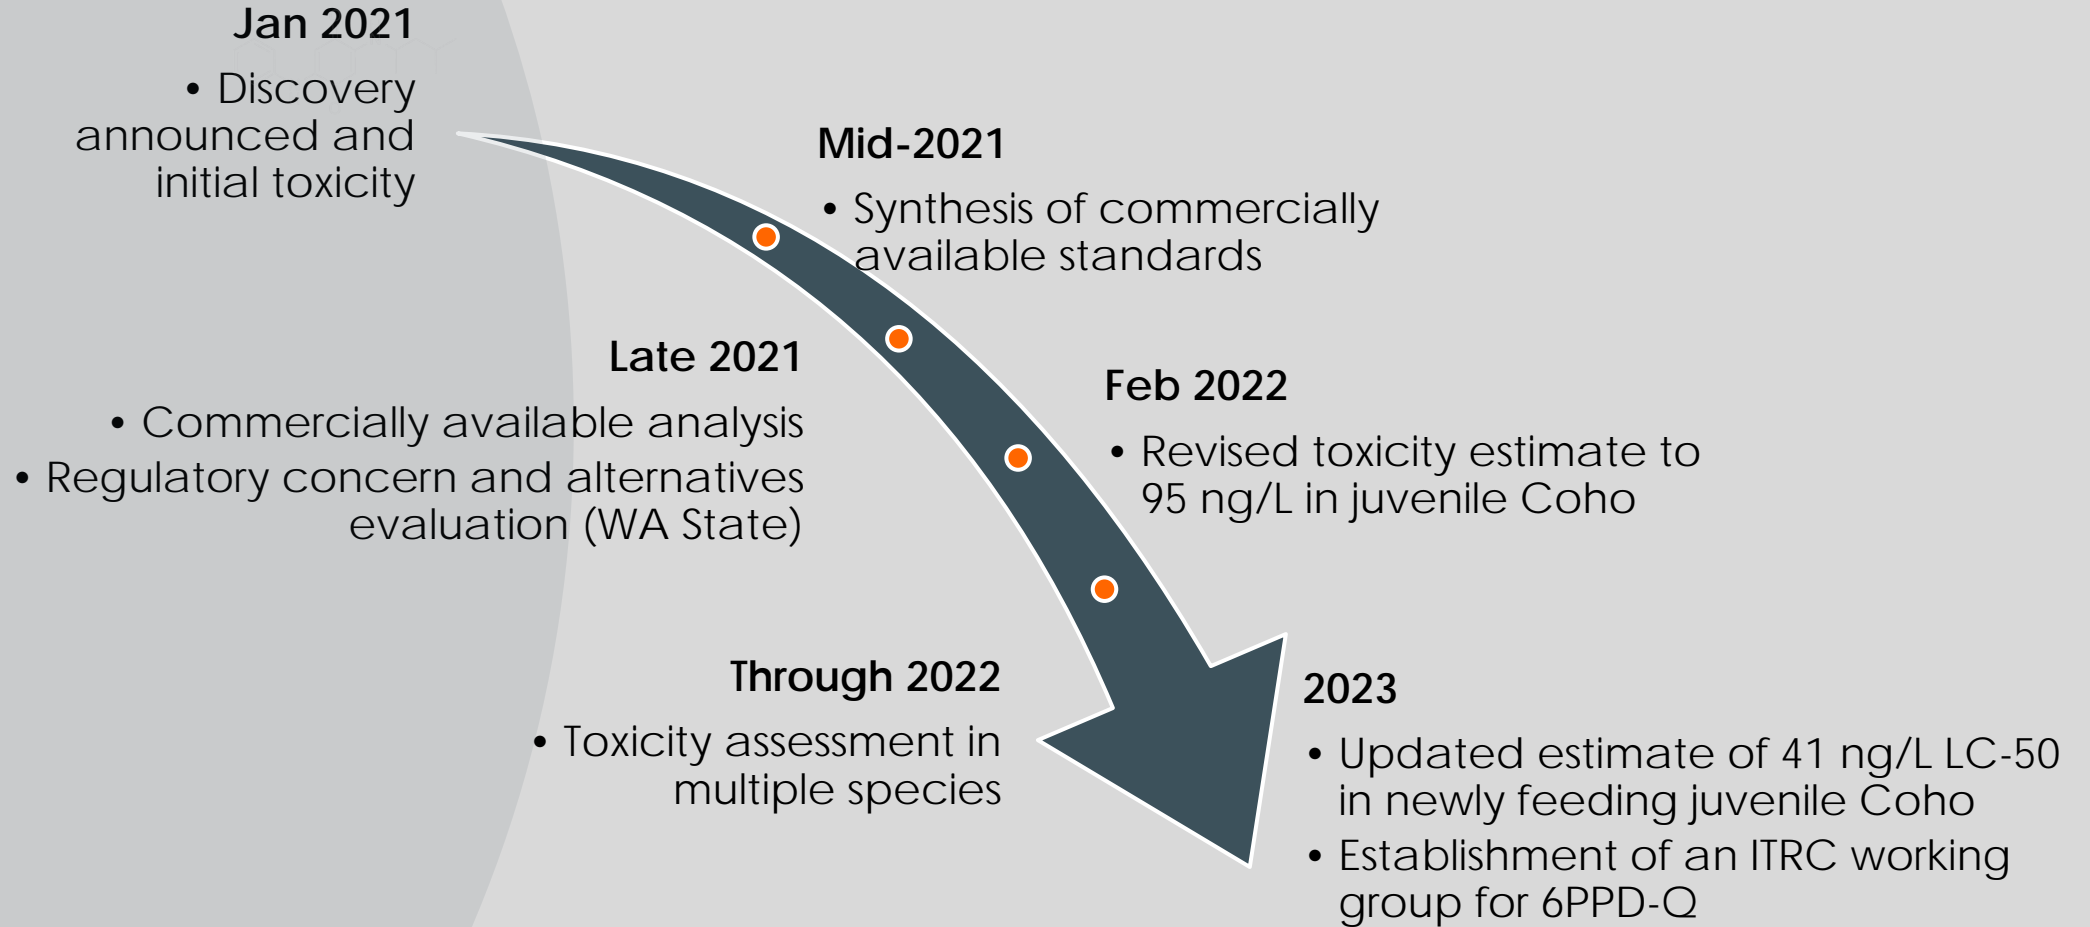 Jan 2021
• Discovery
announced and
initial toxicity
Mid-2021
• Synthesis of commercially
available standards
Late 2021
• Commercially available analysis
• Regulatory concern and alternatives
evaluation (WA State)
Feb 2022
• Revised toxicity estimate to
95 ng/L in juvenile Coho
Through 2022
• Toxicity assessment in
multiple species
2023
• Updated estimate of 41 ng/L LC-50
in newly feeding juvenile Coho
• Establishment of an ITRC working
group for 6PPD-Q